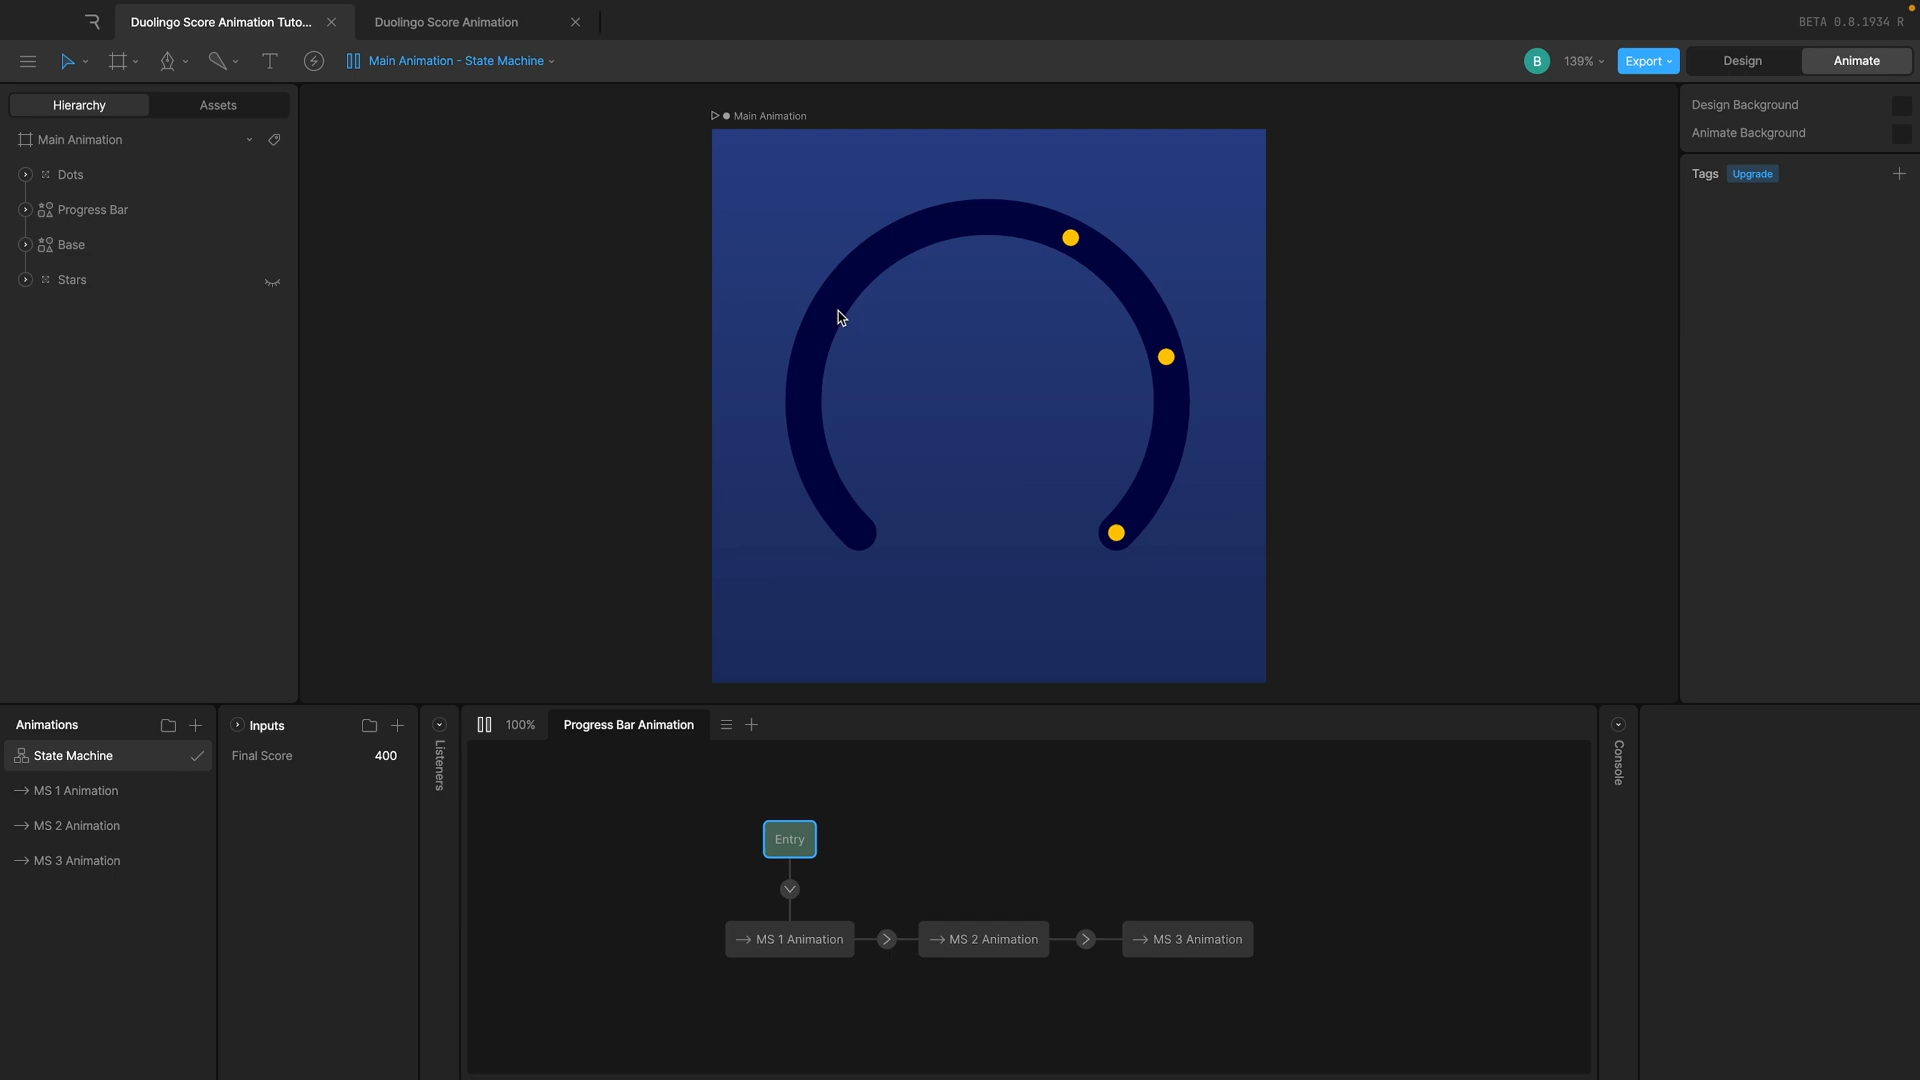 Duolingo Score Animation Tuto...
Duolingo Score Animation
BETA 0.8.1934 R
Main Animation - State Machine
B
139%
Export
Design
Animate
Hierarchy
Assets
Main Animation
Dots
Progress Bar
Base
Stars
Main Animation
Design Background
Animate Background
Tags
Upgrade
Animations
State Machine
MS 1 Animation
MS 2 Animation
MS 3 Animation
Inputs
Final Score
400
Listeners
100%
Progress Bar Animation
Entry
MS 1 Animation
MS 2 Animation
MS 3 Animation
Console